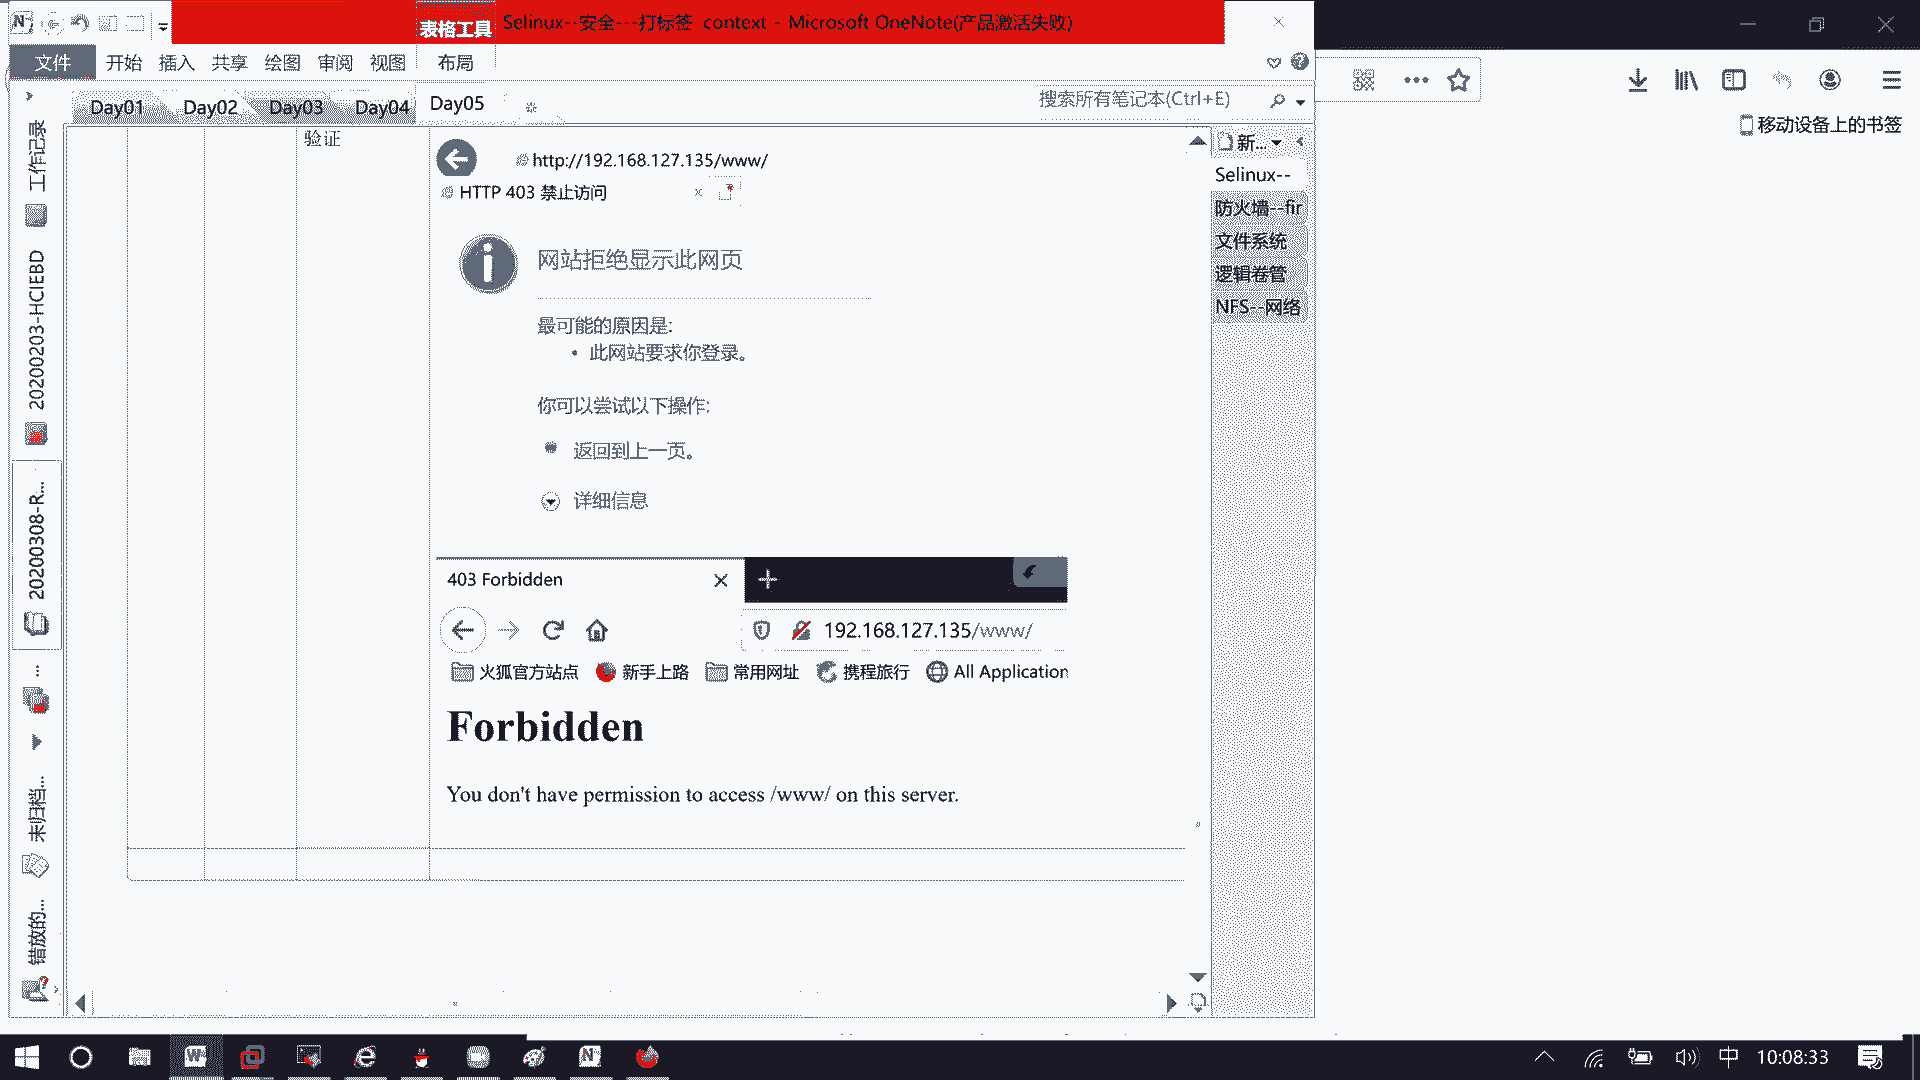 表格工具
Selinux--安全---打标签 context - Microsoft OneNote(产品激活失败)
文件 开始 插入 共享 绘图 审阅 视图 布局
Day01 Day02 Day03 Day04 Day05
搜索所有笔记本(Ctrl+E)
移动设备上的书签
工作记录
20200203-HCIEBD
20200308-R...
未归档...
错放的...
新...
Selinux--
防火墙--fir
文件系统
逻辑卷管
NFS--网络
验证
http://192.168.127.135/www/
HTTP 403 禁止访问
网站拒绝显示此网页
最可能的原因是:
• 此网站要求你登录。
你可以尝试以下操作:
返回到上一页。
详细信息
403 Forbidden
192.168.127.135/www/
火狐官方站点 新手上路 常用网址 携程旅行 All Application
Forbidden
You don't have permission to access /www/ on this server.
中 10:08:33